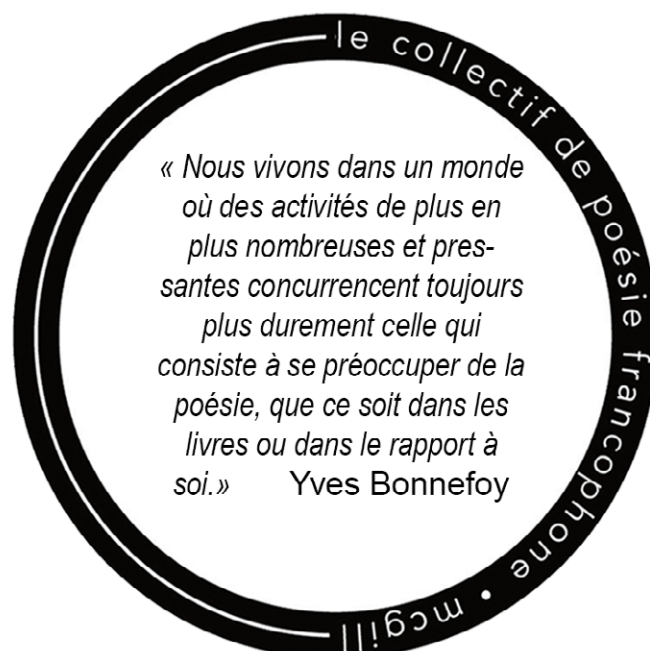 le collectif de poésie francophone • mcgill
« Nous vivons dans un monde
où des activités de plus en
plus nombreuses et pres-
santes concurrencent toujours
plus durement celle qui
consiste à se préoccuper de la
poésie, que ce soit dans les
livres ou dans le rapport à
soi.» Yves Bonnefoy